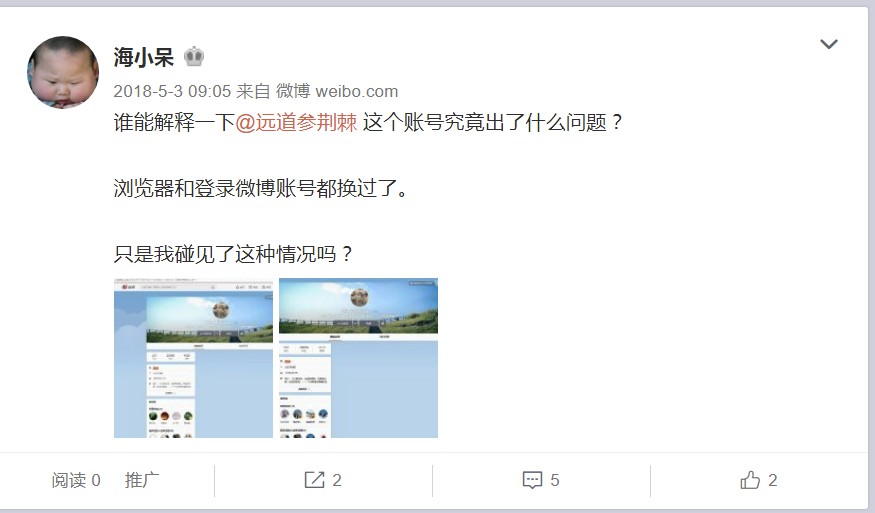 海小呆
2018-5-3 09:05 来自 微博 weibo.com
谁能解释一下@远道参荆棘 这个账号究竟出了什么问题？
浏览器和登录微博账号都换过了。
只是我碰见了这种情况吗？
阅读 0 推广 2 5 2